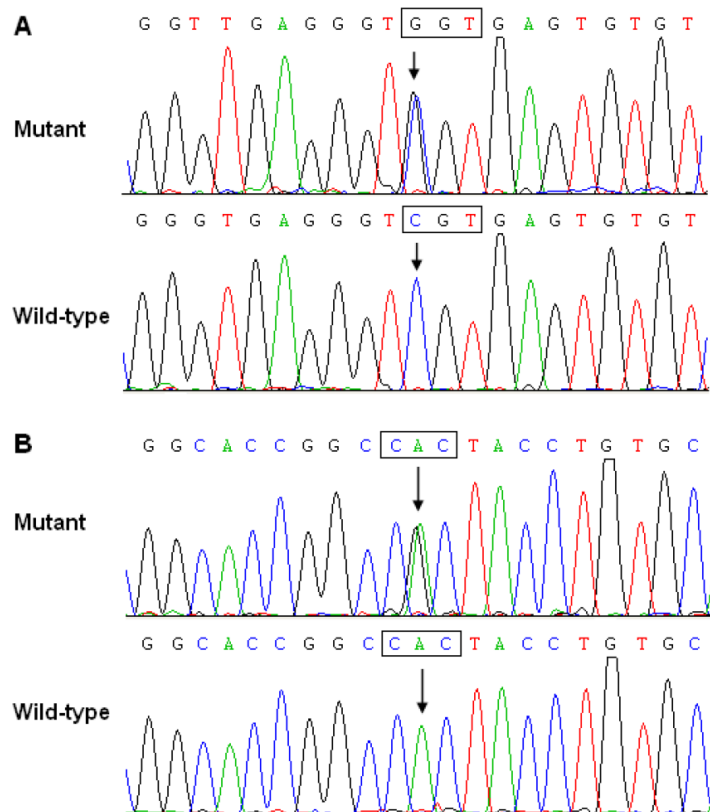 A
G G T T G A G G G T G G T G A G T G T G T
Mutant
G G G T G A G G G T C G T G A G T G T G T
Wild-type
B
G G C A C C G G C C A C T A C C T G T G C
Mutant
G G C A C C G G C C A C T A C C T G T G C
Wild-type